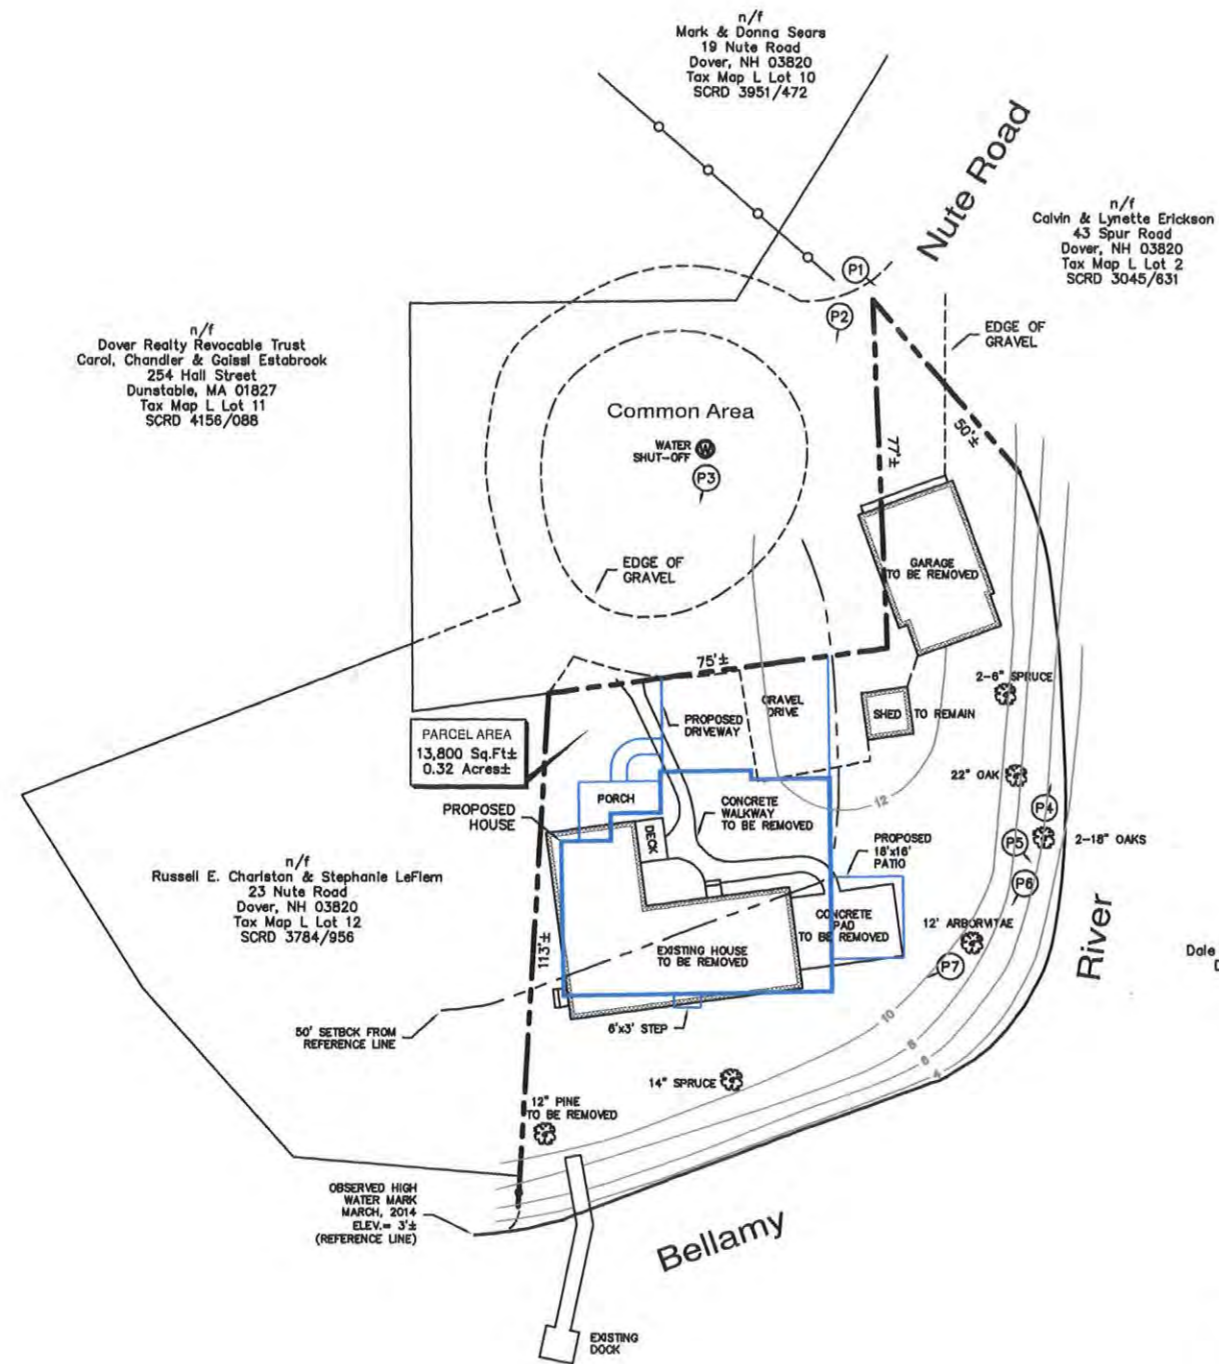 n/f
Mark & Donna Sears
19 Nute Road
Dover, NH 03820
Tax Map L Lot 10
SCRD 3951/472
Nute Road
n/f
Calvin & Lynette Erickson
43 Spur Road
Dover, NH 03820
Tax Map L Lot 2
SCRD 3045/631
P1
P2
EDGE OF
GRAVEL
n/f
Dover Realty Revocable Trust
Carol, Chandler & Gaissl Estabrook
254 Hall Street
Dunstable, MA 01827
Tax Map L Lot 11
SCRD 4156/088
Common Area
WATER
SHUT-OFF
W
P3
77'±
50'±
EDGE OF
GRAVEL
GARAGE
TO BE REMOVED
75'±
2-6" SPRUCE
PROPOSED
DRIVEWAY
GRAVEL
DRIVE
SHED TO REMAIN
PARCEL AREA
13,800 Sq.Ft±
0.32 Acres±
22" OAK
12
P4
PORCH
CONCRETE
WALKWAY
TO BE REMOVED
PROPOSED
HOUSE
DECK
PROPOSED
18'x16'
PATIO
P5
2-18" OAKS
P6
n/f
Russell E. Charlston & Stephanie LeFlem
23 Nute Road
Dover, NH 03820
Tax Map L Lot 12
SCRD 3784/956
113'±
EXISTING HOUSE
TO BE REMOVED
CONCRETE
PAD
TO BE REMOVED
12' ARBORVITAE
P7
River
Dale
D
50' SETBCK FROM
REFERENCE LINE
6'x3' STEP
10
8
6
4
14" SPRUCE
12" PINE
TO BE REMOVED
OBSERVED HIGH
WATER MARK
MARCH, 2014
ELEV.= 3'±
(REFERENCE LINE)
Bellamy
EXISTING
DOCK